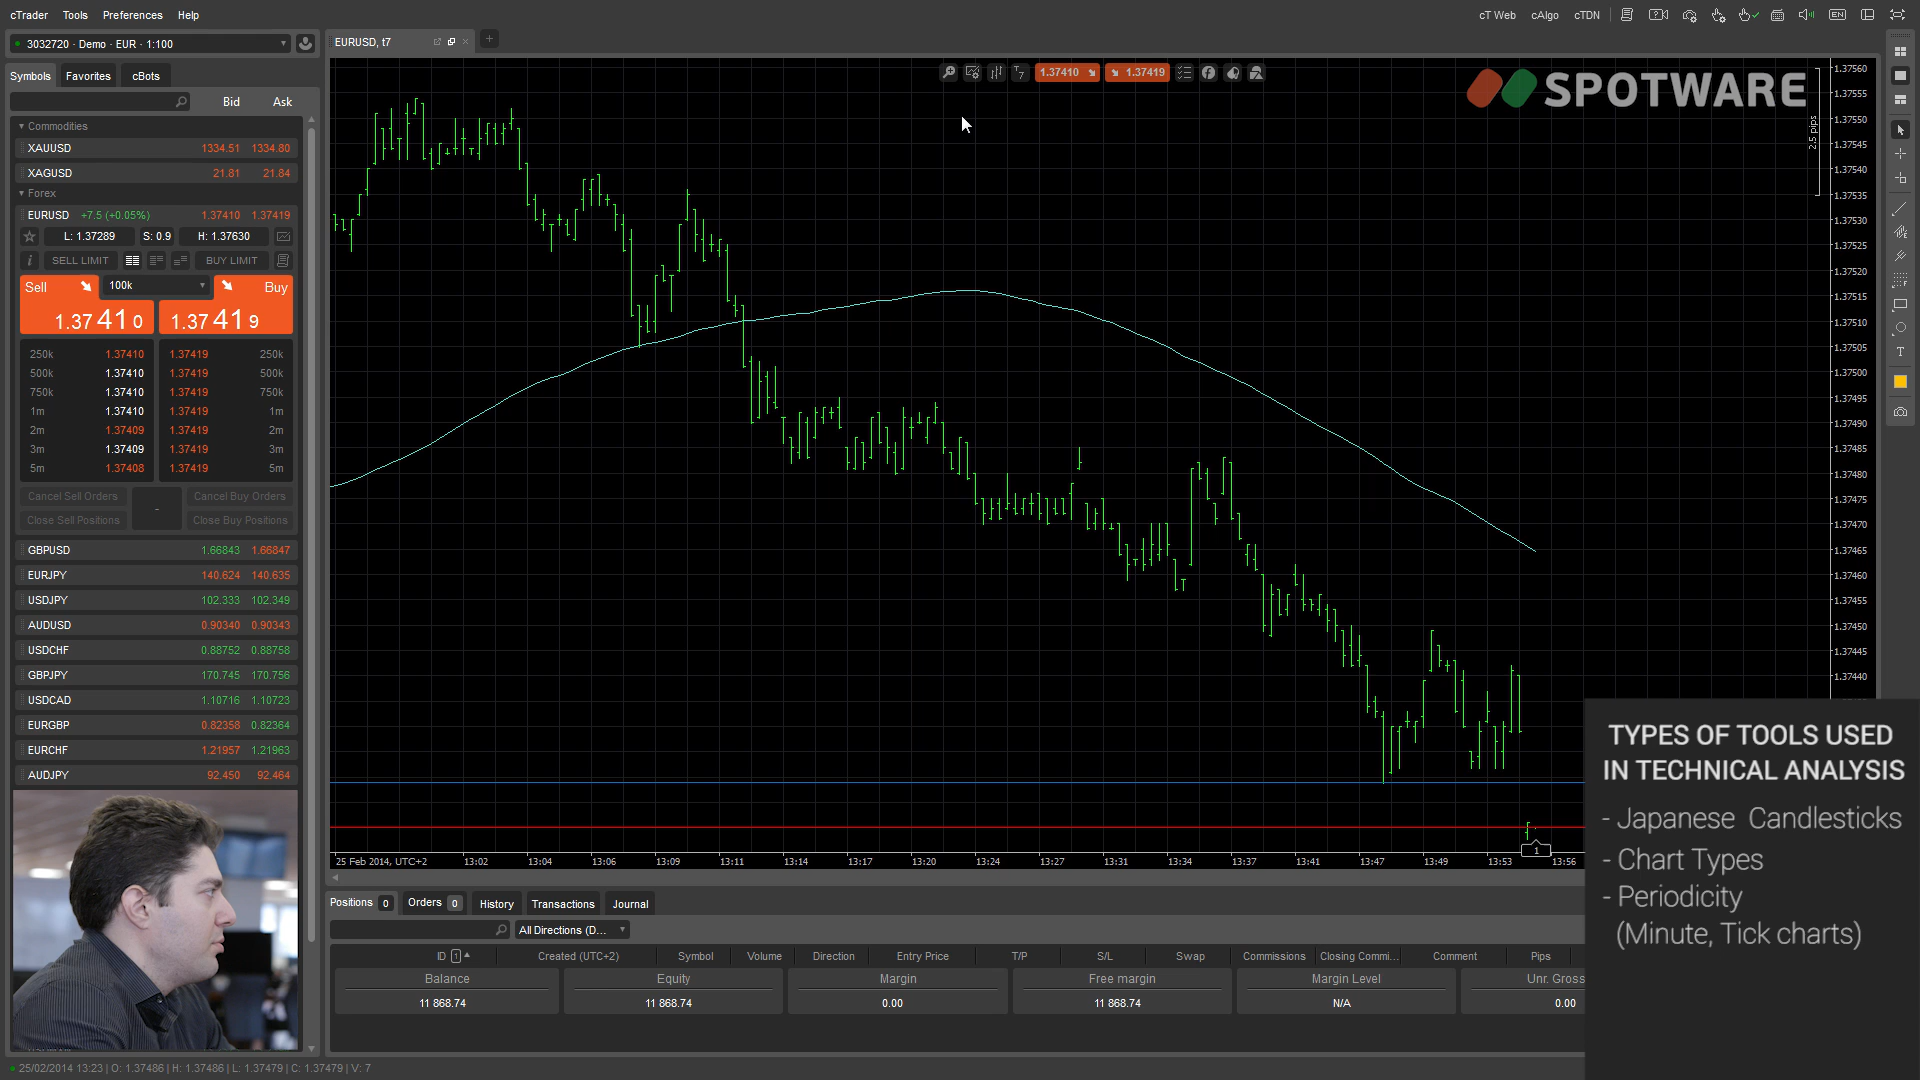 cTrader Tools Preferences Help
cT Web cAlgo cTDN EN
3032720 · Demo · EUR · 1:100
EURUSD, t7
Symbols Favorites cBots
Bid Ask
Commodities
XAUUSD 1334.51 1334.80
XAGUSD 21.81 21.84
Forex
EURUSD +7.5 (+0.05%) 1.37410 1.37419
L: 1.37289 S: 0.9 H: 1.37630
SELL LIMIT BUY LIMIT
Sell 100k Buy
1.37 41 0 1.37 41 9
250k 1.37410 1.37419 250k
500k 1.37410 1.37419 500k
750k 1.37410 1.37419 750k
1m 1.37410 1.37419 1m
2m 1.37409 1.37419 2m
3m 1.37409 1.37419 3m
5m 1.37408 1.37419 5m
Cancel Sell Orders - Cancel Buy Orders
Close Sell Positions Close Buy Positions
GBPUSD 1.66843 1.66847
EURJPY 140.624 140.635
USDJPY 102.333 102.349
AUDUSD 0.90340 0.90343
USDCHF 0.88752 0.88758
GBPJPY 170.745 170.756
USDCAD 1.10716 1.10723
EURGBP 0.82358 0.82364
EURCHF 1.21957 1.21963
AUDJPY 92.450 92.464
T7 1.37410 1.37419
SPOTWARE
2.5 pips
1.37560
1.37555
1.37550
1.37545
1.37540
1.37535
1.37530
1.37525
1.37520
1.37515
1.37510
1.37505
1.37500
1.37495
1.37490
1.37485
1.37480
1.37475
1.37470
1.37465
1.37460
1.37455
1.37450
1.37445
1.37440
T
1
25 Feb 2014, UTC+2 13:02 13:04 13:06 13:09 13:11 13:14 13:17 13:20 13:24 13:27 13:31 13:34 13:37 13:41 13:47 13:49 13:53 13:56
TYPES OF TOOLS USED
IN TECHNICAL ANALYSIS
- Japanese Candlesticks
- Chart Types
- Periodicity
(Minute, Tick charts)
Positions 0 Orders 0 History Transactions Journal
All Directions (D...
ID 1 Created (UTC+2) Symbol Volume Direction Entry Price T/P S/L Swap Commissions Closing Commi... Comment Pips
Balance Equity Margin Free margin Margin Level Unr. Gross
11 868.74 11 868.74 0.00 11 868.74 N/A 0.00
25/02/2014 13:23 | O: 1.37486 | H: 1.37486 | L: 1.37479 | C: 1.37479 | V: 7